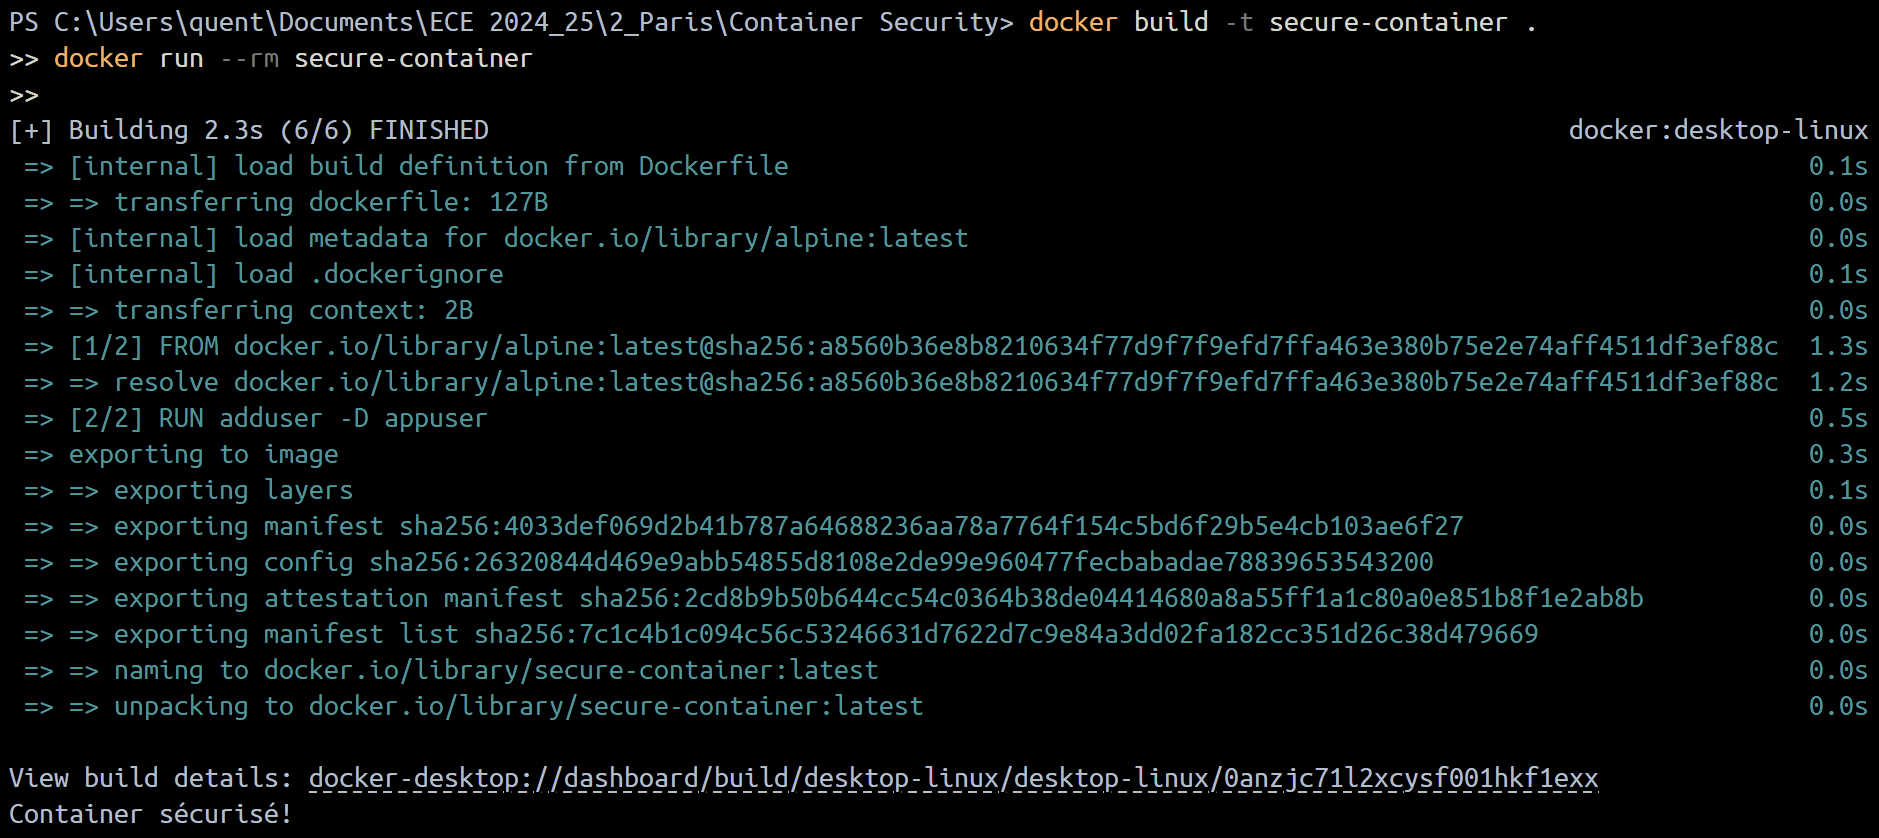 PS C:\Users\quent\Documents\ECE 2024_25\2_Paris\Container Security> docker build -t secure-container .
>> docker run --rm secure-container
>>
[+] Building 2.3s (6/6) FINISHED docker:desktop-linux
=> [internal] load build definition from Dockerfile 0.1s
=> => transferring dockerfile: 127B 0.0s
=> [internal] load metadata for docker.io/library/alpine:latest 0.0s
=> [internal] load .dockerignore 0.1s
=> => transferring context: 2B 0.0s
=> [1/2] FROM docker.io/library/alpine:latest@sha256:a8560b36e8b8210634f77d9f7f9efd7ffa463e380b75e2e74aff4511df3ef88c 1.3s
=> => resolve docker.io/library/alpine:latest@sha256:a8560b36e8b8210634f77d9f7f9efd7ffa463e380b75e2e74aff4511df3ef88c 1.2s
=> [2/2] RUN adduser -D appuser 0.5s
=> exporting to image 0.3s
=> => exporting layers 0.1s
=> => exporting manifest sha256:4033def069d2b41b787a64688236aa78a7764f154c5bd6f29b5e4cb103ae6f27 0.0s
=> => exporting config sha256:26320844d469e9abb54855d8108e2de99e960477fecbabadae78839653543200 0.0s
=> => exporting attestation manifest sha256:2cd8b9b50b644cc54c0364b38de04414680a8a55ff1a1c80a0e851b8f1e2ab8b 0.0s
=> => exporting manifest list sha256:7c1c4b1c094c56c53246631d7622d7c9e84a3dd02fa182cc351d26c38d479669 0.0s
=> => naming to docker.io/library/secure-container:latest 0.0s
=> => unpacking to docker.io/library/secure-container:latest 0.0s
View build details: docker-desktop://dashboard/build/desktop-linux/desktop-linux/0anzjc71l2xcysf001hkf1exx
Container sécurisé!